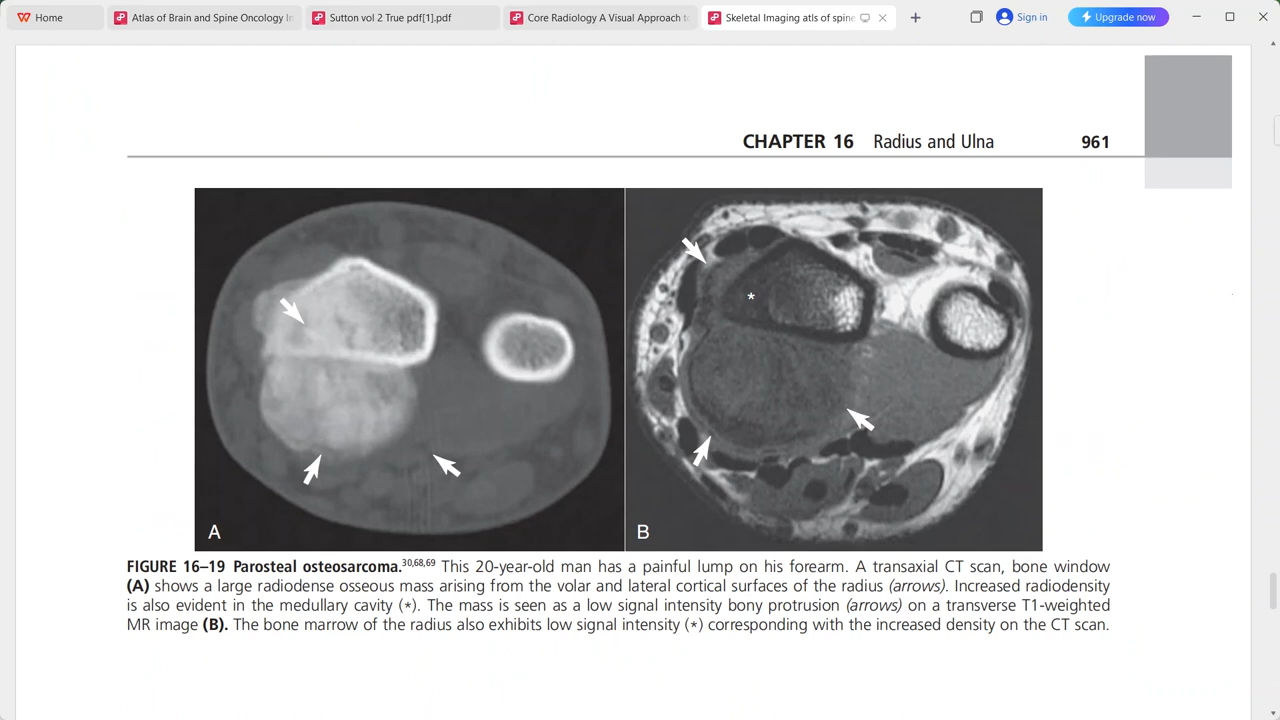 Home
Atlas of Brain and Spine Oncology I
Sutton vol 2 True pdf[1].pdf
Core Radiology A Visual Approach t
Skeletal Imaging atls of spine
Sign in
Upgrade now
CHAPTER 16 Radius and Ulna 961
*
A
B
FIGURE 16–19 Parosteal osteosarcoma.30,68,69 This 20-year-old man has a painful lump on his forearm. A transaxial CT scan, bone window
(A) shows a large radiodense osseous mass arising from the volar and lateral cortical surfaces of the radius (arrows). Increased radiodensity
is also evident in the medullary cavity (*). The mass is seen as a low signal intensity bony protrusion (arrows) on a transverse T1-weighted
MR image (B). The bone marrow of the radius also exhibits low signal intensity (*) corresponding with the increased density on the CT scan.